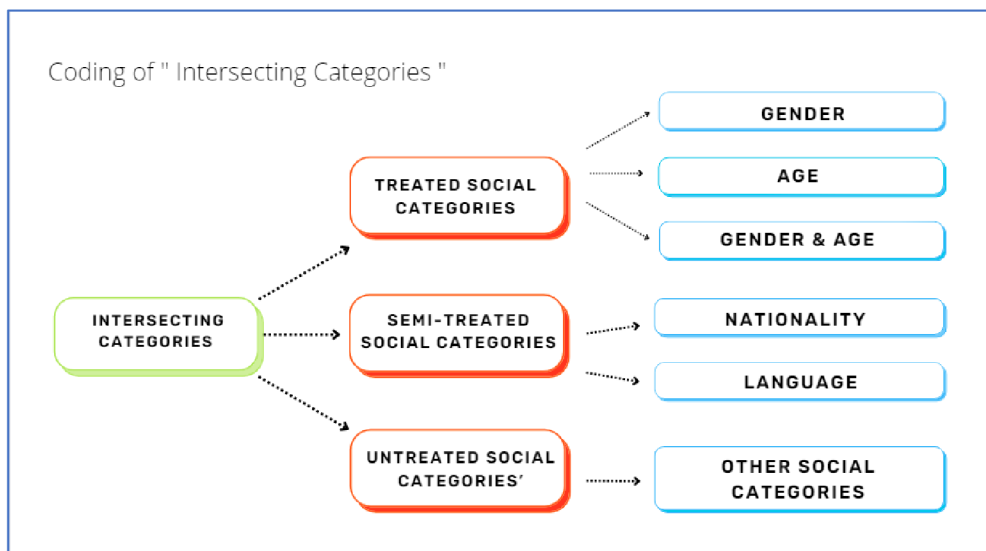 Coding of " Intersecting Categories "
GENDER
TREATED SOCIAL
CATEGORIES
AGE
GENDER & AGE
INTERSECTING
CATEGORIES
SEMI-TREATED
SOCIAL CATEGORIES
NATIONALITY
LANGUAGE
UNTREATED SOCIAL
CATEGORIES’
OTHER SOCIAL
CATEGORIES